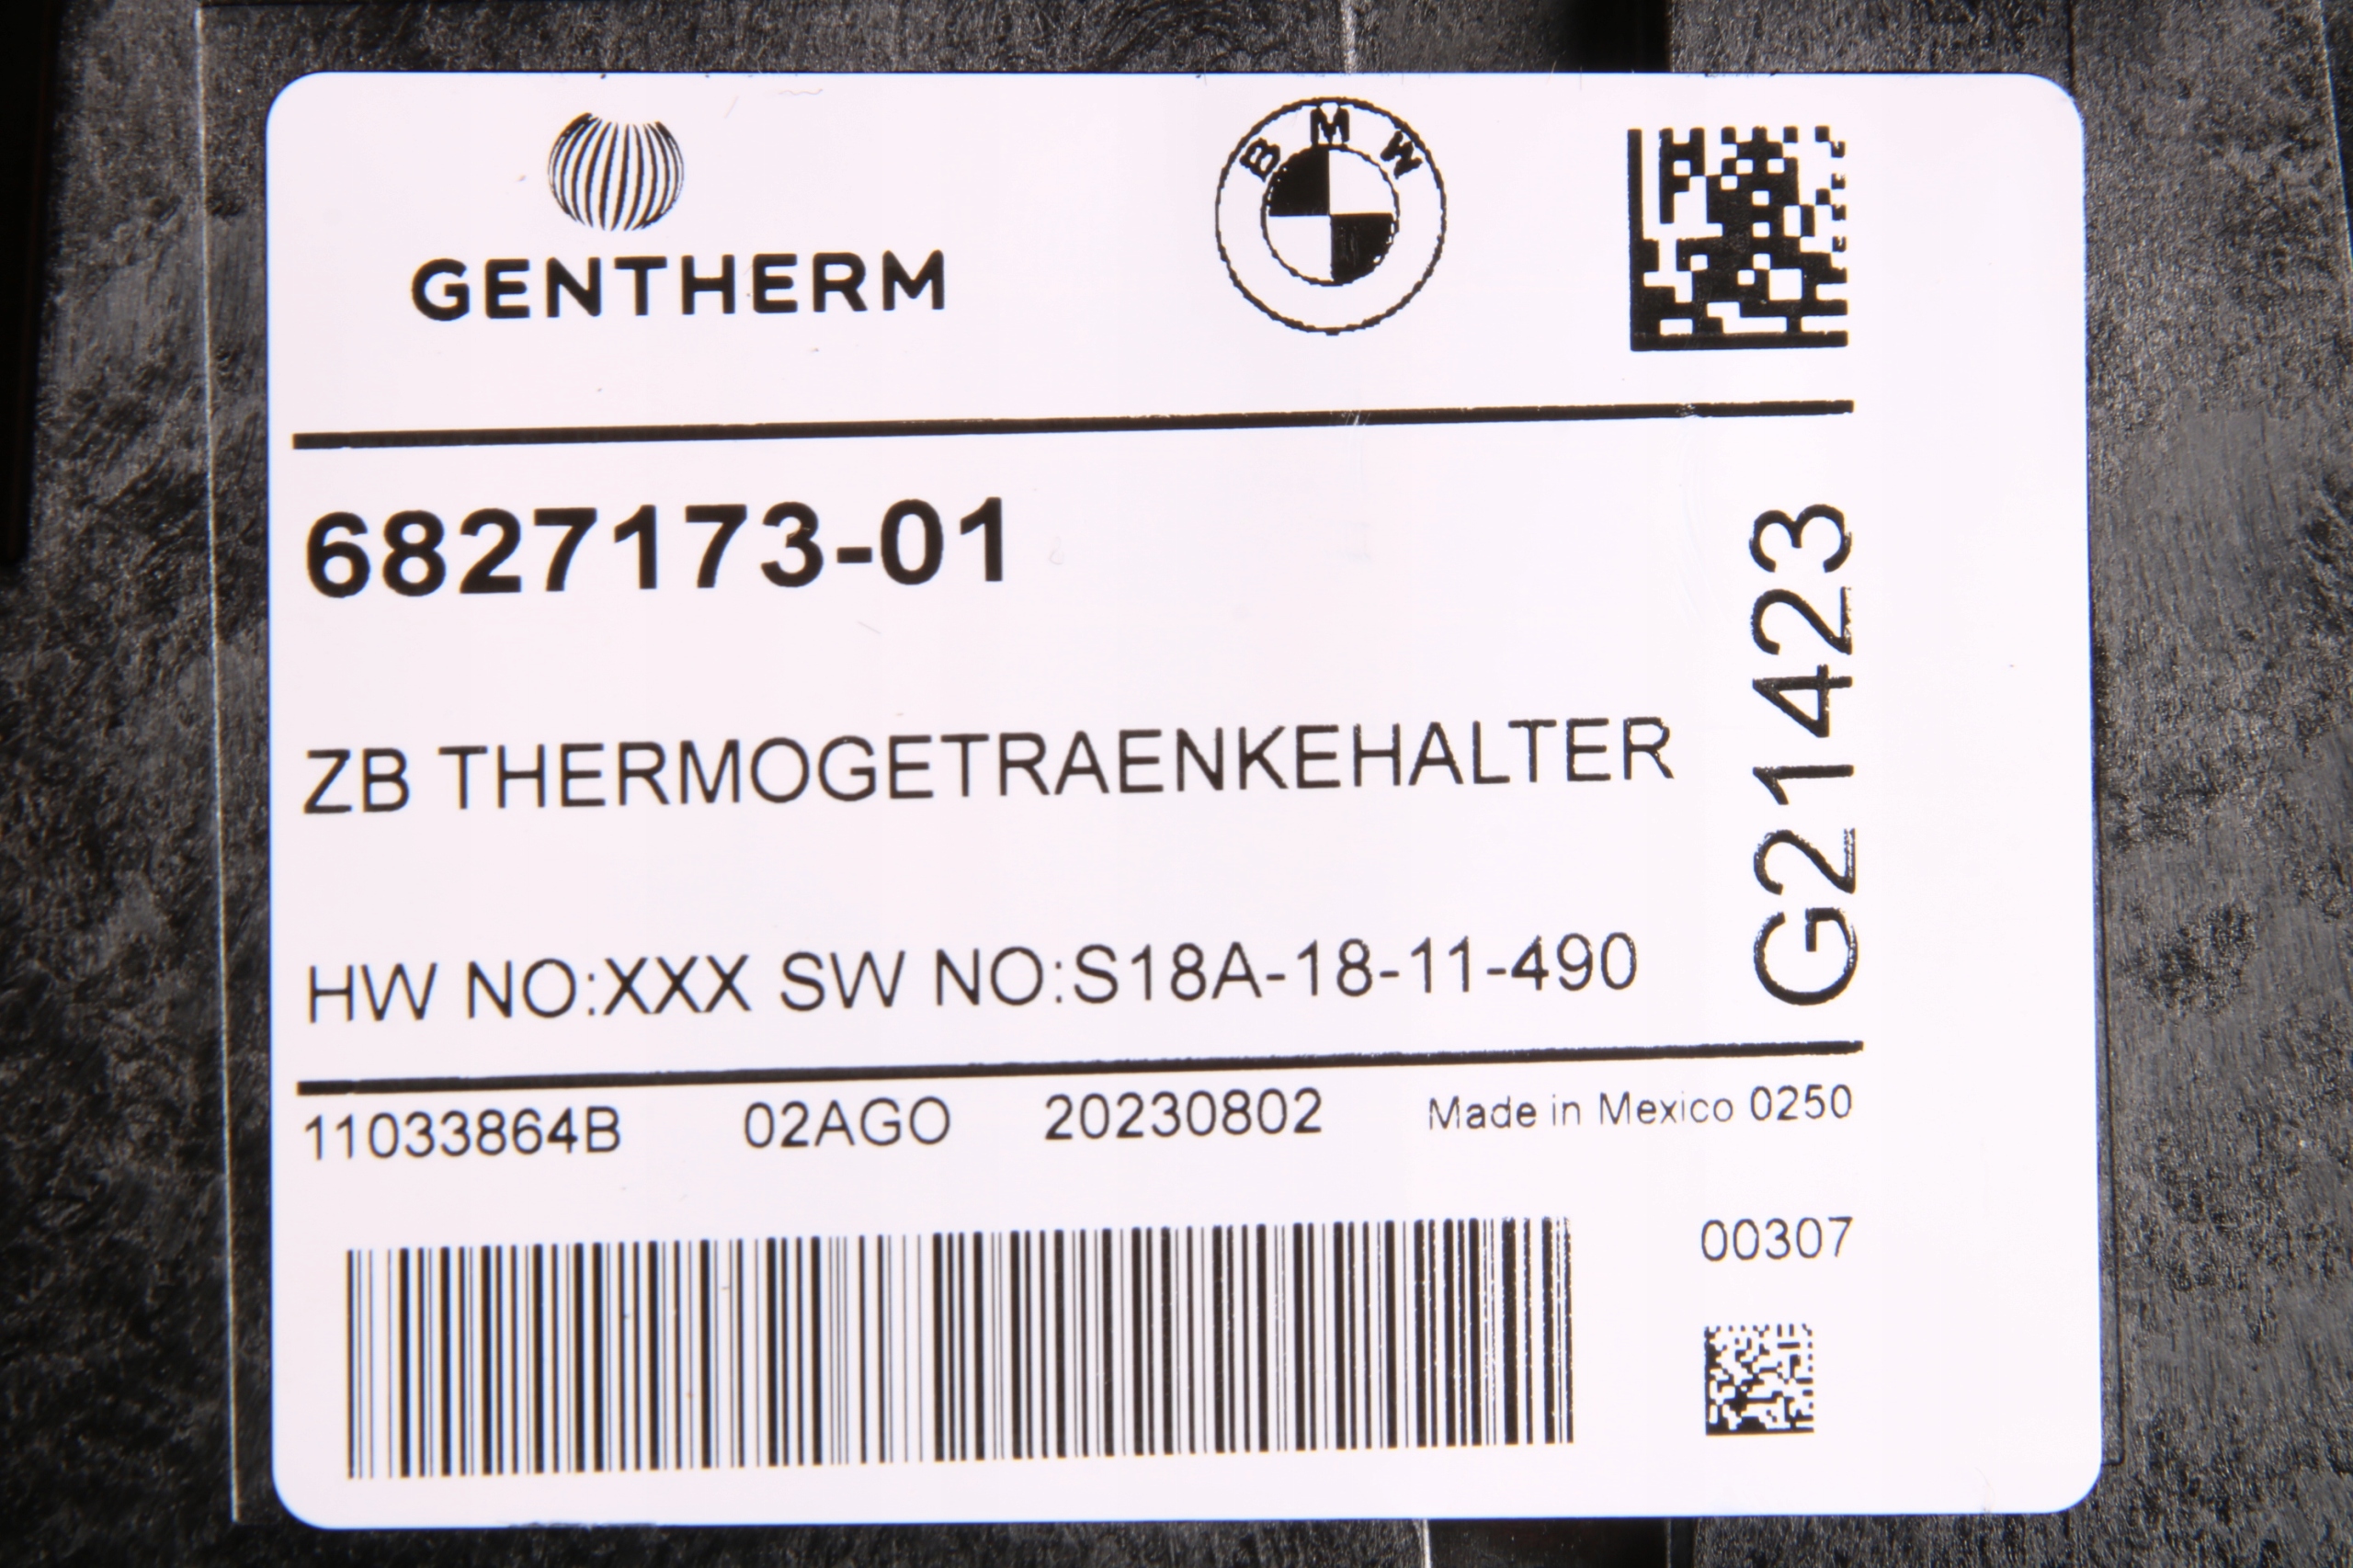 GENTHERM
BMW
6827173-01
ZB THERMOGETRAENKEHALTER
HW NO:XXX SW NO:S18A-18-11-490
G21423
11033864B 02AGO 20230802 Made in Mexico 0250
00307